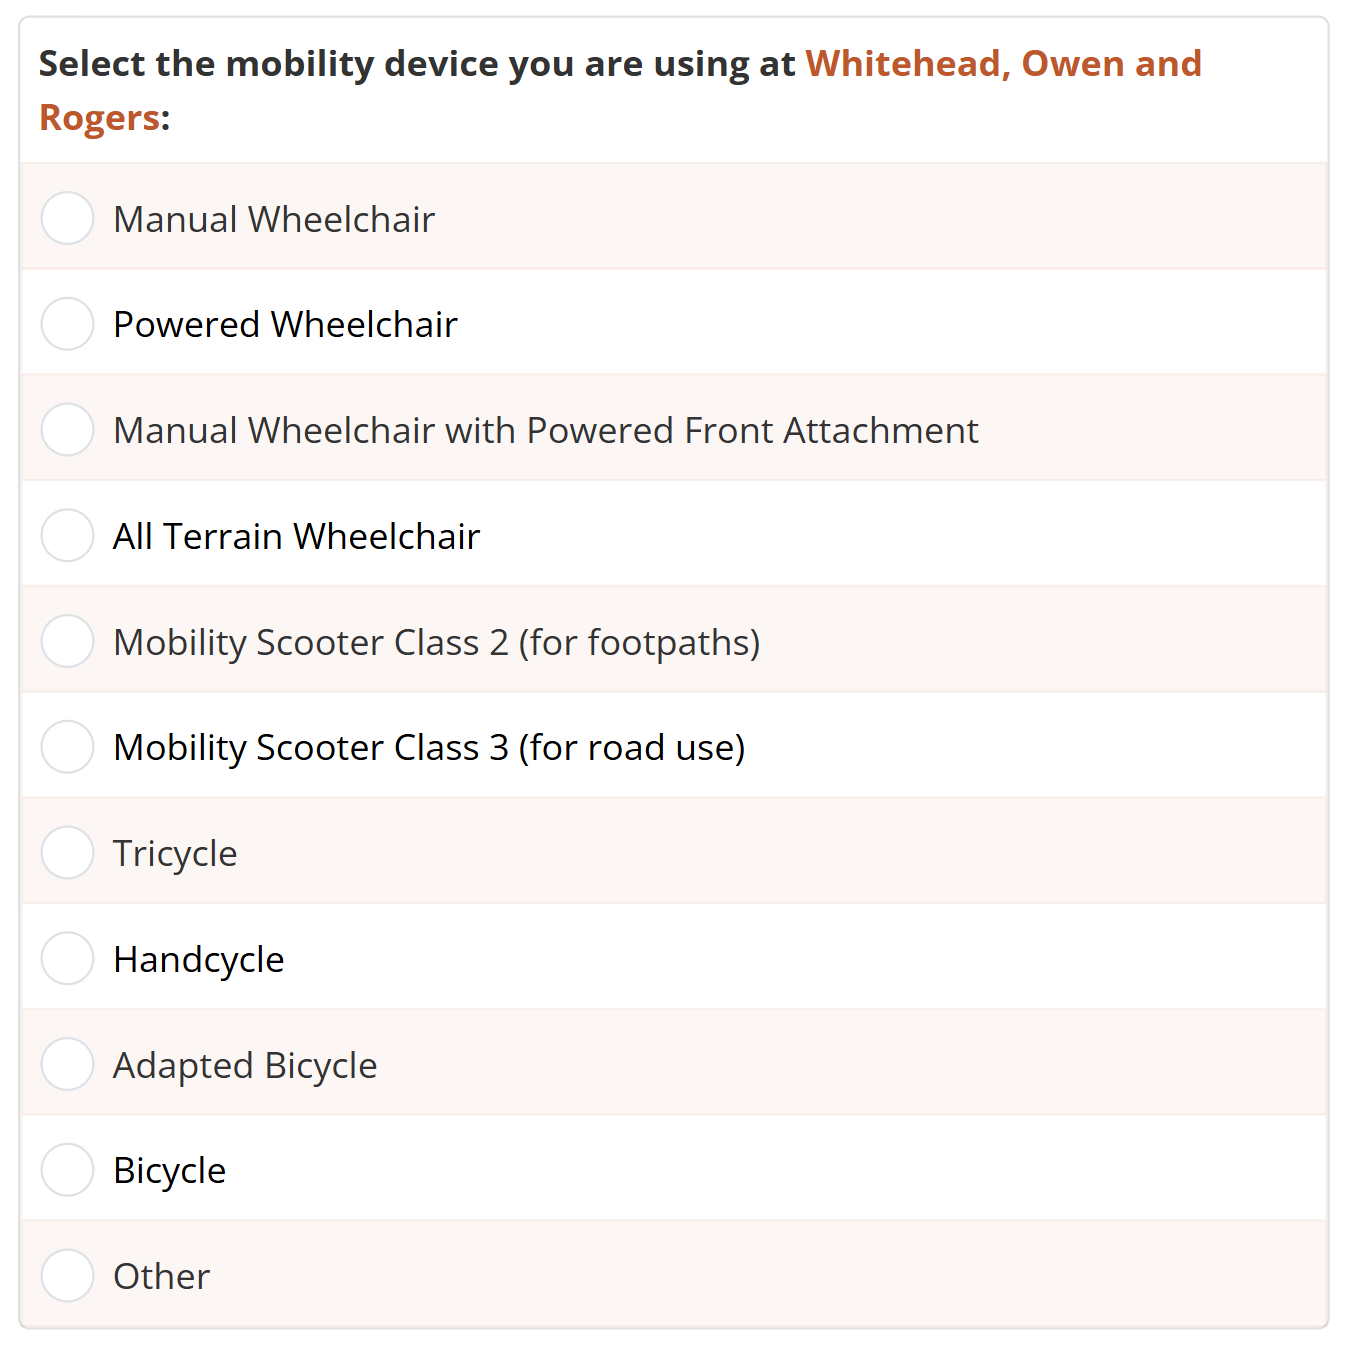 Select the mobility device you are using at Whitehead, Owen and
Rogers:
Manual Wheelchair
Powered Wheelchair
Manual Wheelchair with Powered Front Attachment
All Terrain Wheelchair
Mobility Scooter Class 2 (for footpaths)
Mobility Scooter Class 3 (for road use)
Tricycle
Handcycle
Adapted Bicycle
Bicycle
Other